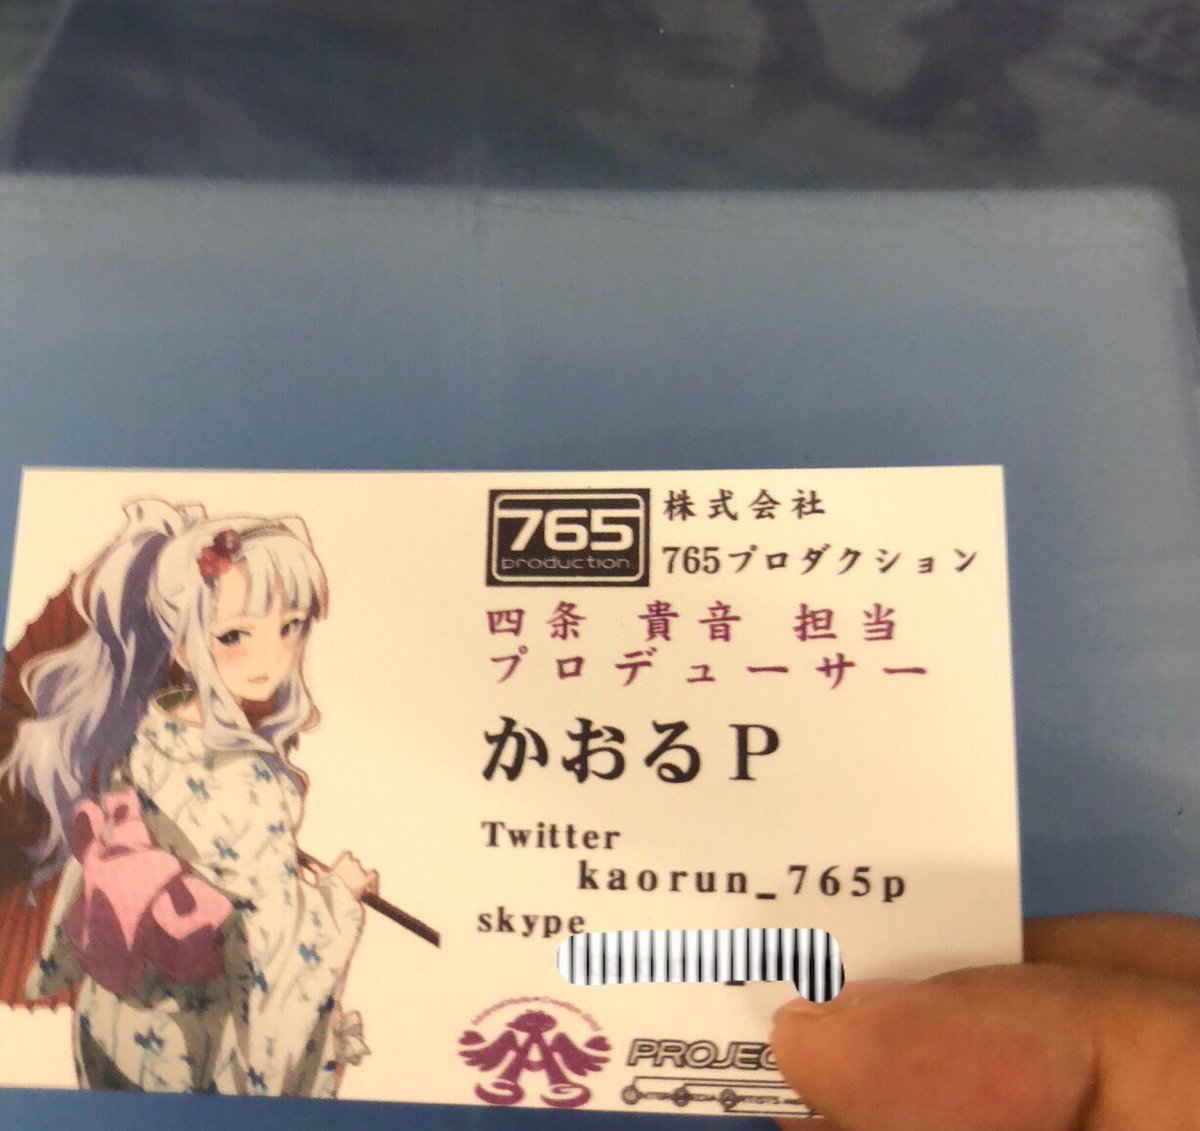 765
production
株式会社
765プロダクション
四条 貴音 担当
プロデューサー
かおるP
Twitter
kaorun_765p
skype